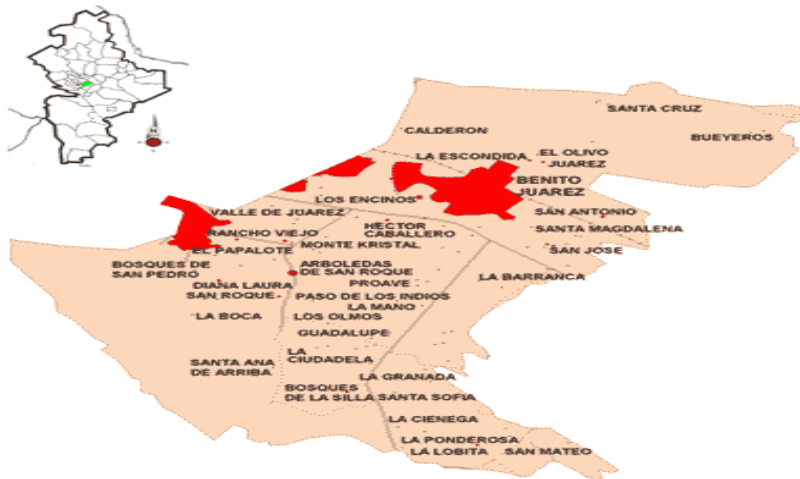 SANTA CRUZ
CALDERON
BUEYEROS
LA ESCONDIDA
EL OLIVO
JUAREZ
BENITO
JUAREZ
LOS ENCINOS
VALLE DE JUAREZ
SAN ANTONIO
HECTOR
CABALLERO
SANTA MAGDALENA
RANCHO VIEJO
MONTE KRISTAL
EL PAPALOTE
SAN JOSE
BOSQUES DE
SAN PEDRO
ARBOLEDAS
DE SAN ROQUE
LA BARRANCA
DIANA LAURA
PROAVE
SAN ROQUE
PASO DE LOS INDIOS
LA MANO
LA BOCA
LOS OLMOS
GUADALUPE
LA
CIUDADELA
SANTA ANA
DE ARRIBA
LA GRANADA
BOSQUES
DE LA SILLA
SANTA SOFIA
LA CIENEGA
LA PONDEROSA
LA LOBITA
SAN MATEO